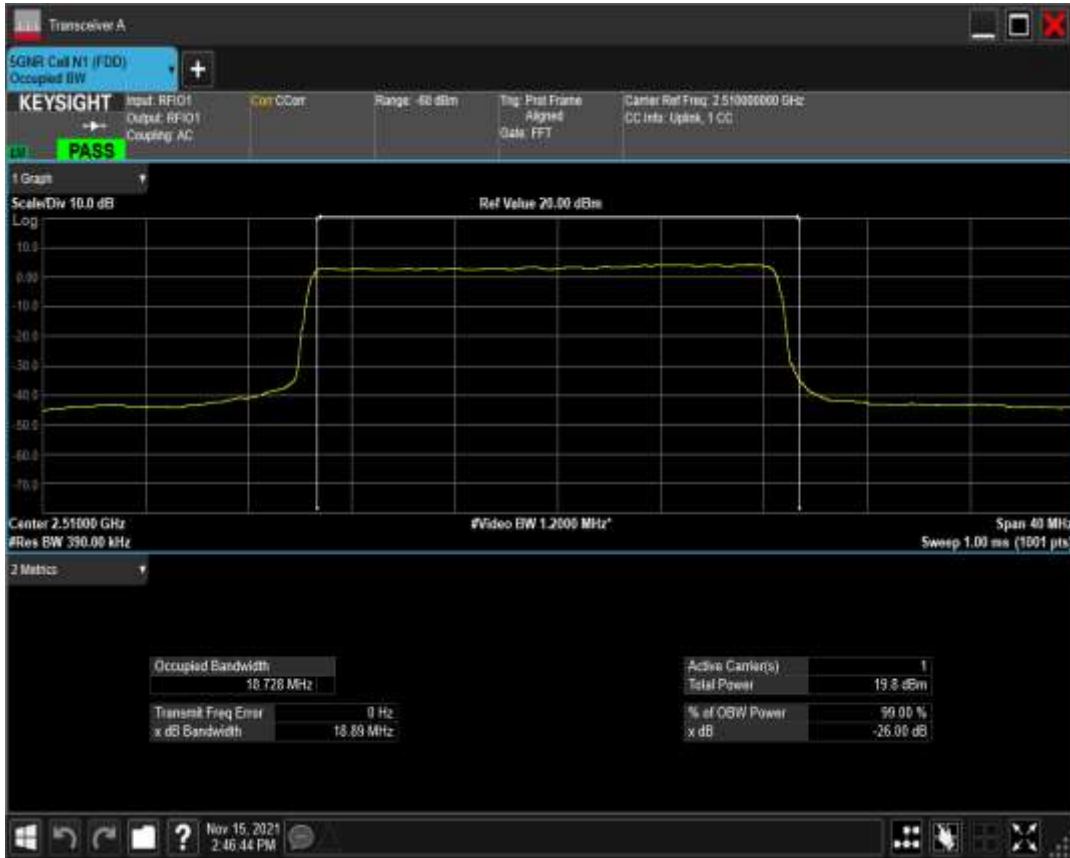 Transceiver A
5GNR Cell N1 (FDD)
Occupied BW
KEYSIGHT
Input: RFIO1
Output: RFIO1
Coupling: AC
Corr CCorr
Range: -60 dBm
Trig: Prot Frame
Aligned
Gate: FFT
Carrier Ref Freq: 2.510000000 GHz
CC Info: Uplink, 1 CC
PASS
1 Graph
Scale/Div 10.0 dB
Ref Value 20.00 dBm
Log
10.0
0.00
-10.0
-20.0
-30.0
-40.0
-50.0
-60.0
-70.0
Center 2.51000 GHz
#Video BW 1.2000 MHz*
Span 40 MHz
#Res BW 390.00 kHz
Sweep 1.00 ms (1001 pts)
2 Metrics
Occupied Bandwidth
18.728 MHz
Transmit Freq Error 0 Hz
x dB Bandwidth 18.89 MHz
Active Carrier(s) 1
Total Power 19.8 dBm
% of OBW Power 99.00 %
x dB -26.00 dB
Nov 15, 2021
2:46:44 PM